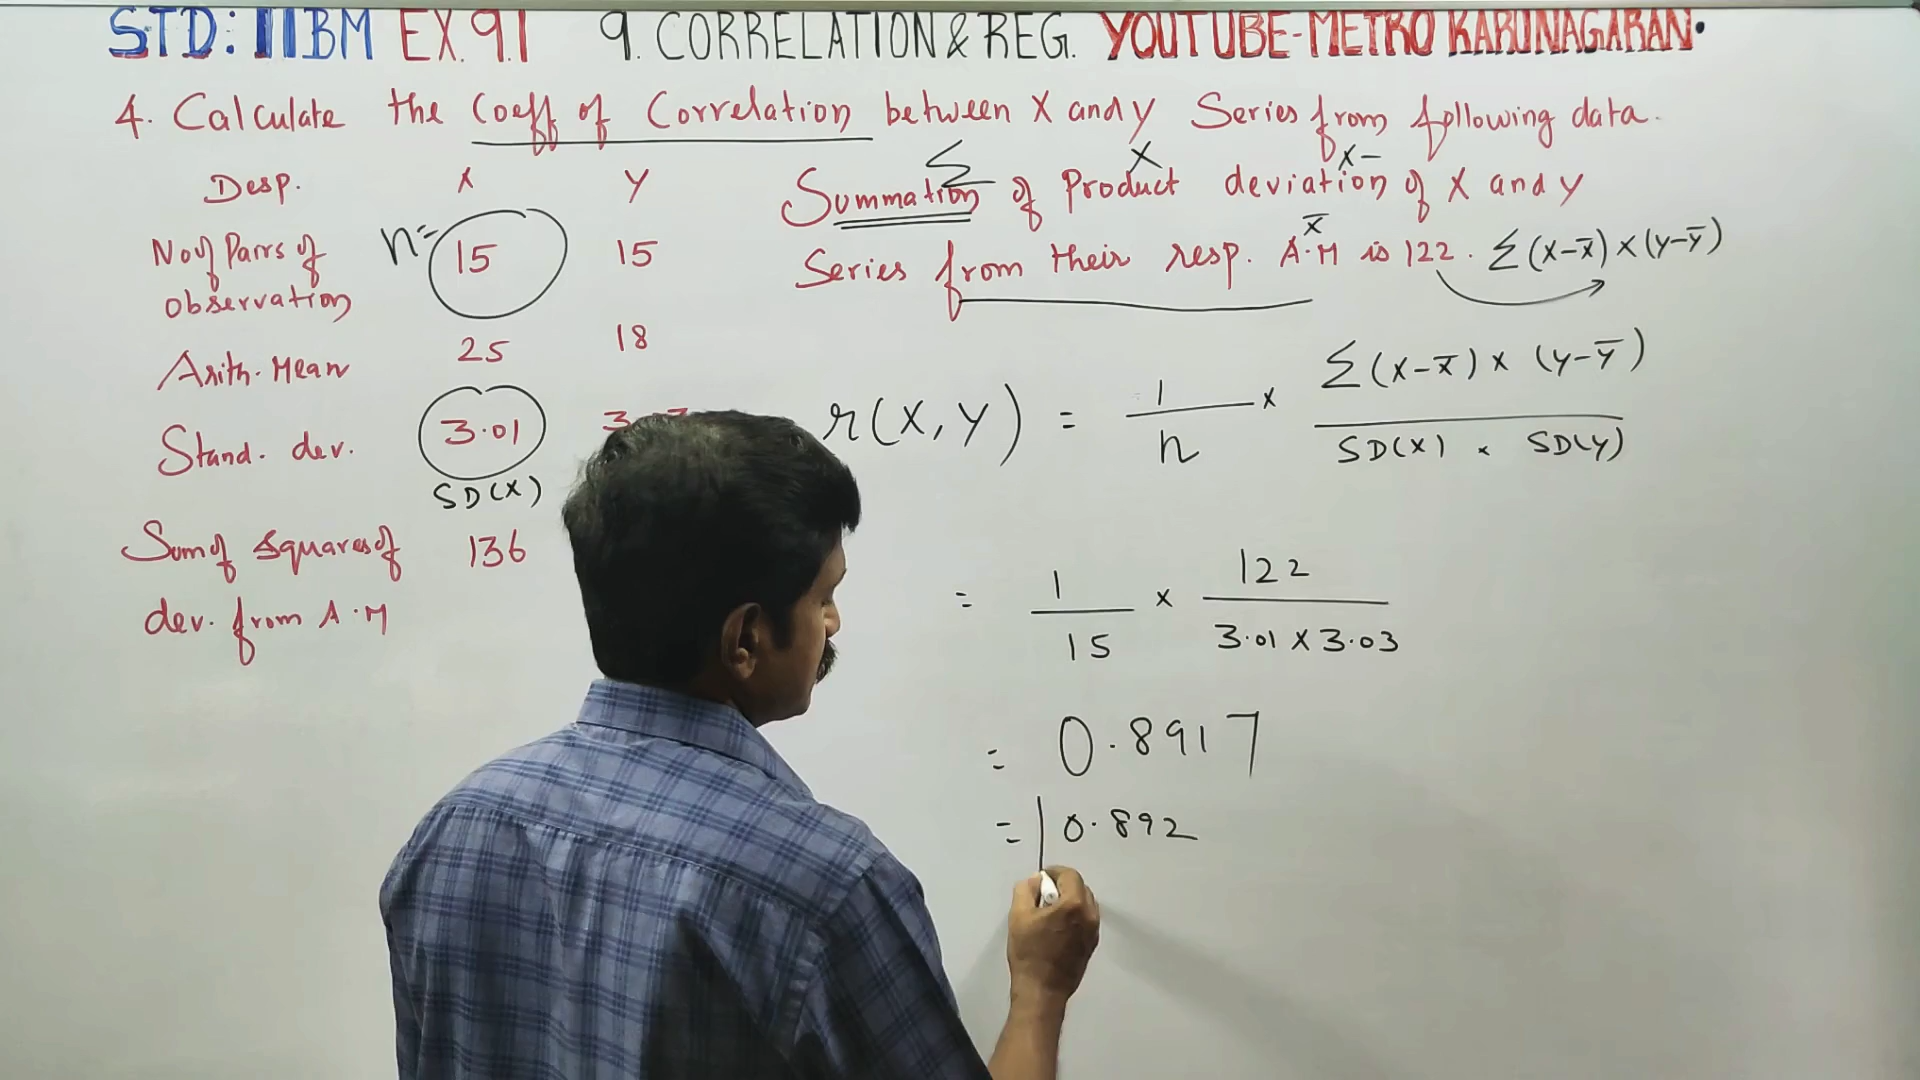 STD: 11BM EX.9.1 9. CORRELATION & REG. YOUTUBE-METRO KARUNAGARAN.
4. Calculate the Coeff of Correlation between X and y Series from following data.
Desp. X Y
No of Pairs of observation n= 15 15
Arith. Mean 25 18
Stand. dev. 3.01
SD(X)
Sum of squares of dev. from A.M 136
Σ X X-
Summation of Product deviation of X and y
x̅
Series from their resp. A.M is 122. Σ(x-x̅)×(y-y̅)
r(X,Y) = 1/n × Σ(x-x̅) × (y-y̅) / SD(X) × SD(Y)
= 1/15 × 122 / 3.01 × 3.03
= 0.8917
= 0.892